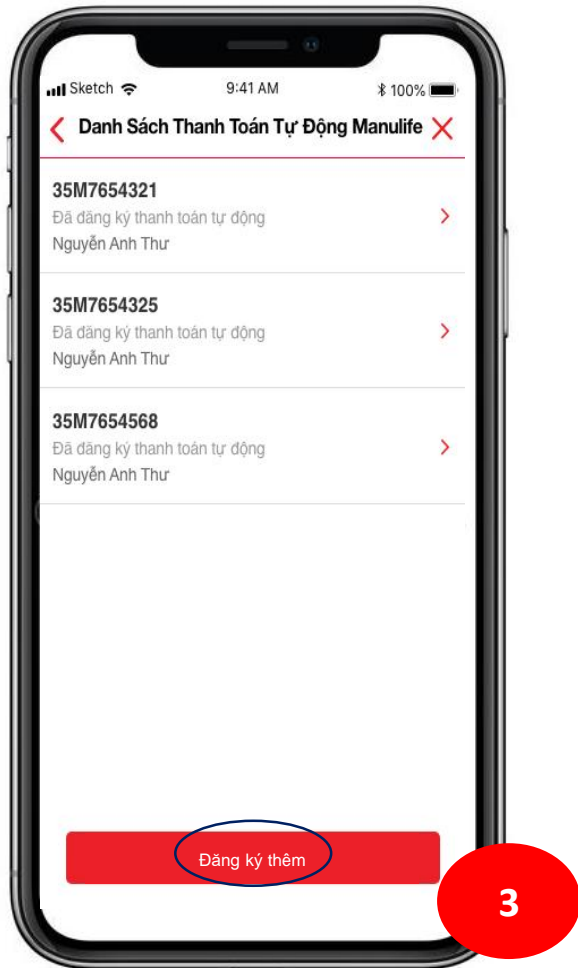 Sketch 9:41 AM 100%
Danh Sách Thanh Toán Tự Động Manulife
35M7654321
Đã đăng ký thanh toán tự động
Nguyễn Anh Thư
35M7654325
Đã đăng ký thanh toán tự động
Nguyễn Anh Thư
35M7654568
Đã đăng ký thanh toán tự động
Nguyễn Anh Thư
Đăng ký thêm
3